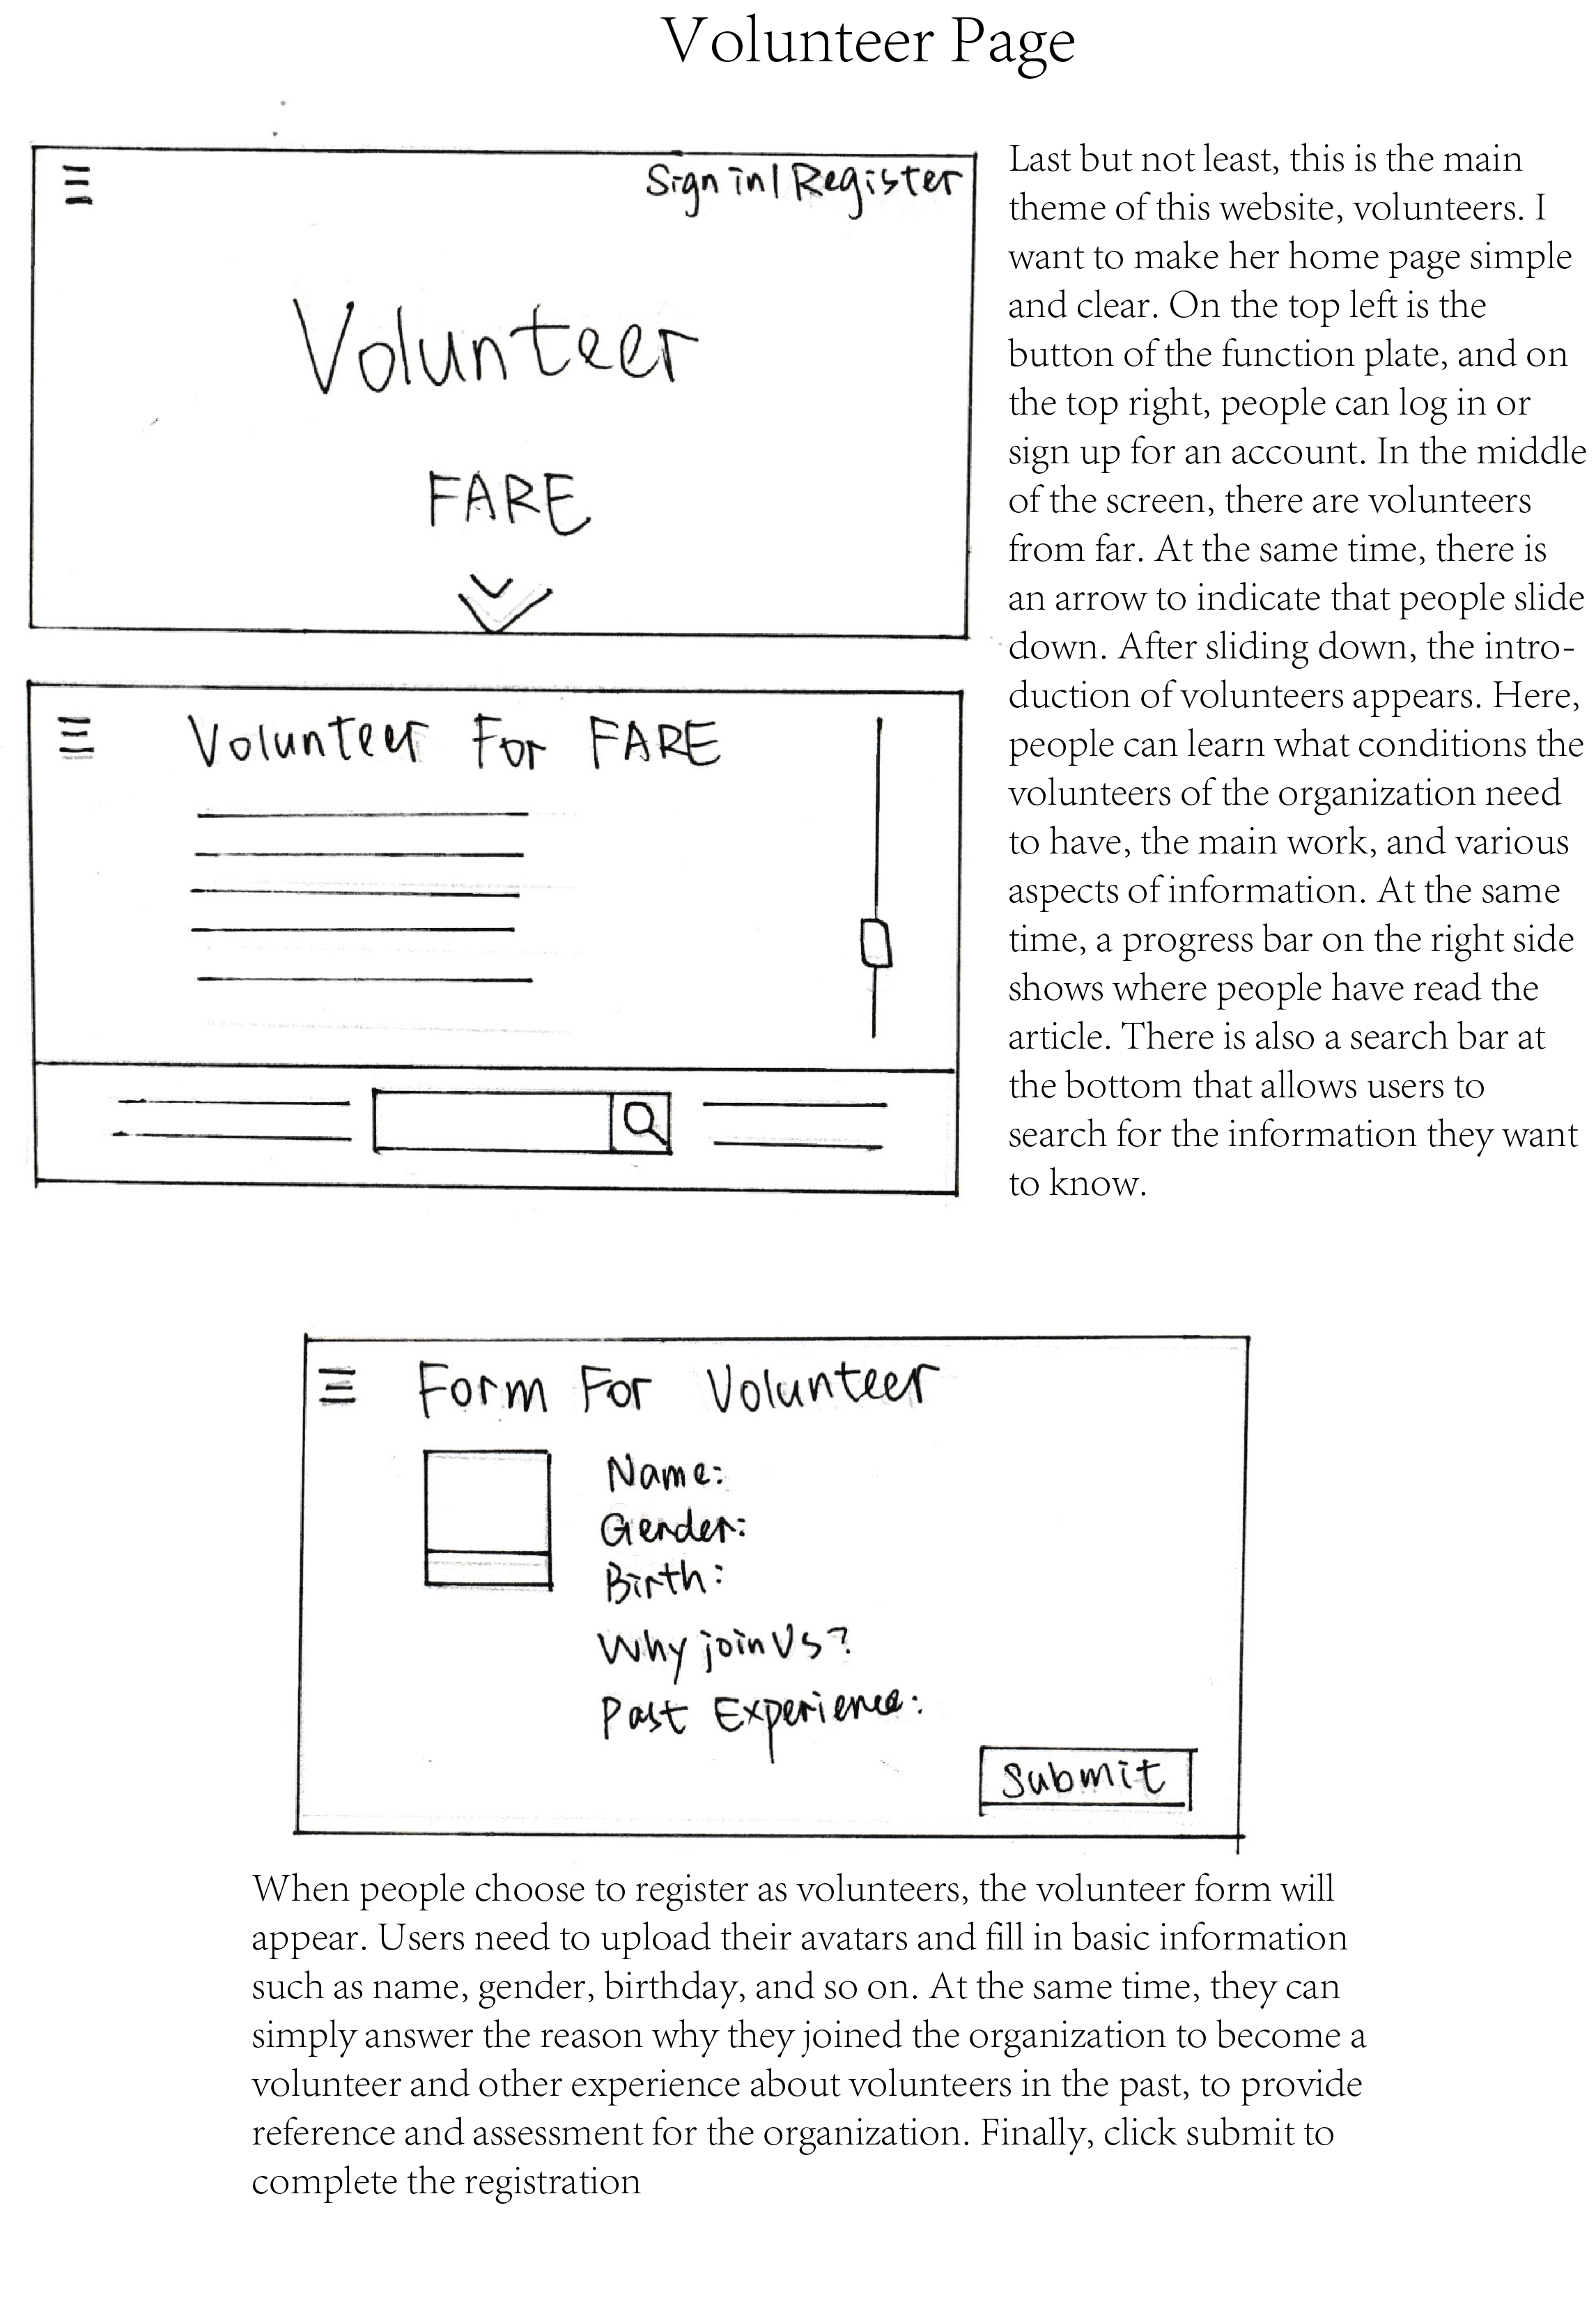 Volunteer Page
Sign in | Register
Volunteer
FARE
Last but not least, this is the main
theme of this website, volunteers. I
want to make her home page simple
and clear. On the top left is the
button of the function plate, and on
the top right, people can log in or
sign up for an account. In the middle
of the screen, there are volunteers
from far. At the same time, there is
an arrow to indicate that people slide
down. After sliding down, the intro-
duction of volunteers appears. Here,
people can learn what conditions the
volunteers of the organization need
to have, the main work, and various
aspects of information. At the same
time, a progress bar on the right side
shows where people have read the
article. There is also a search bar at
the bottom that allows users to
search for the information they want
to know.
Volunteer For FARE
Form For Volunteer
Name:
Gender:
Birth:
Why join Us?
Past Experience:
Submit
When people choose to register as volunteers, the volunteer form will
appear. Users need to upload their avatars and fill in basic information
such as name, gender, birthday, and so on. At the same time, they can
simply answer the reason why they joined the organization to become a
volunteer and other experience about volunteers in the past, to provide
reference and assessment for the organization. Finally, click submit to
complete the registration